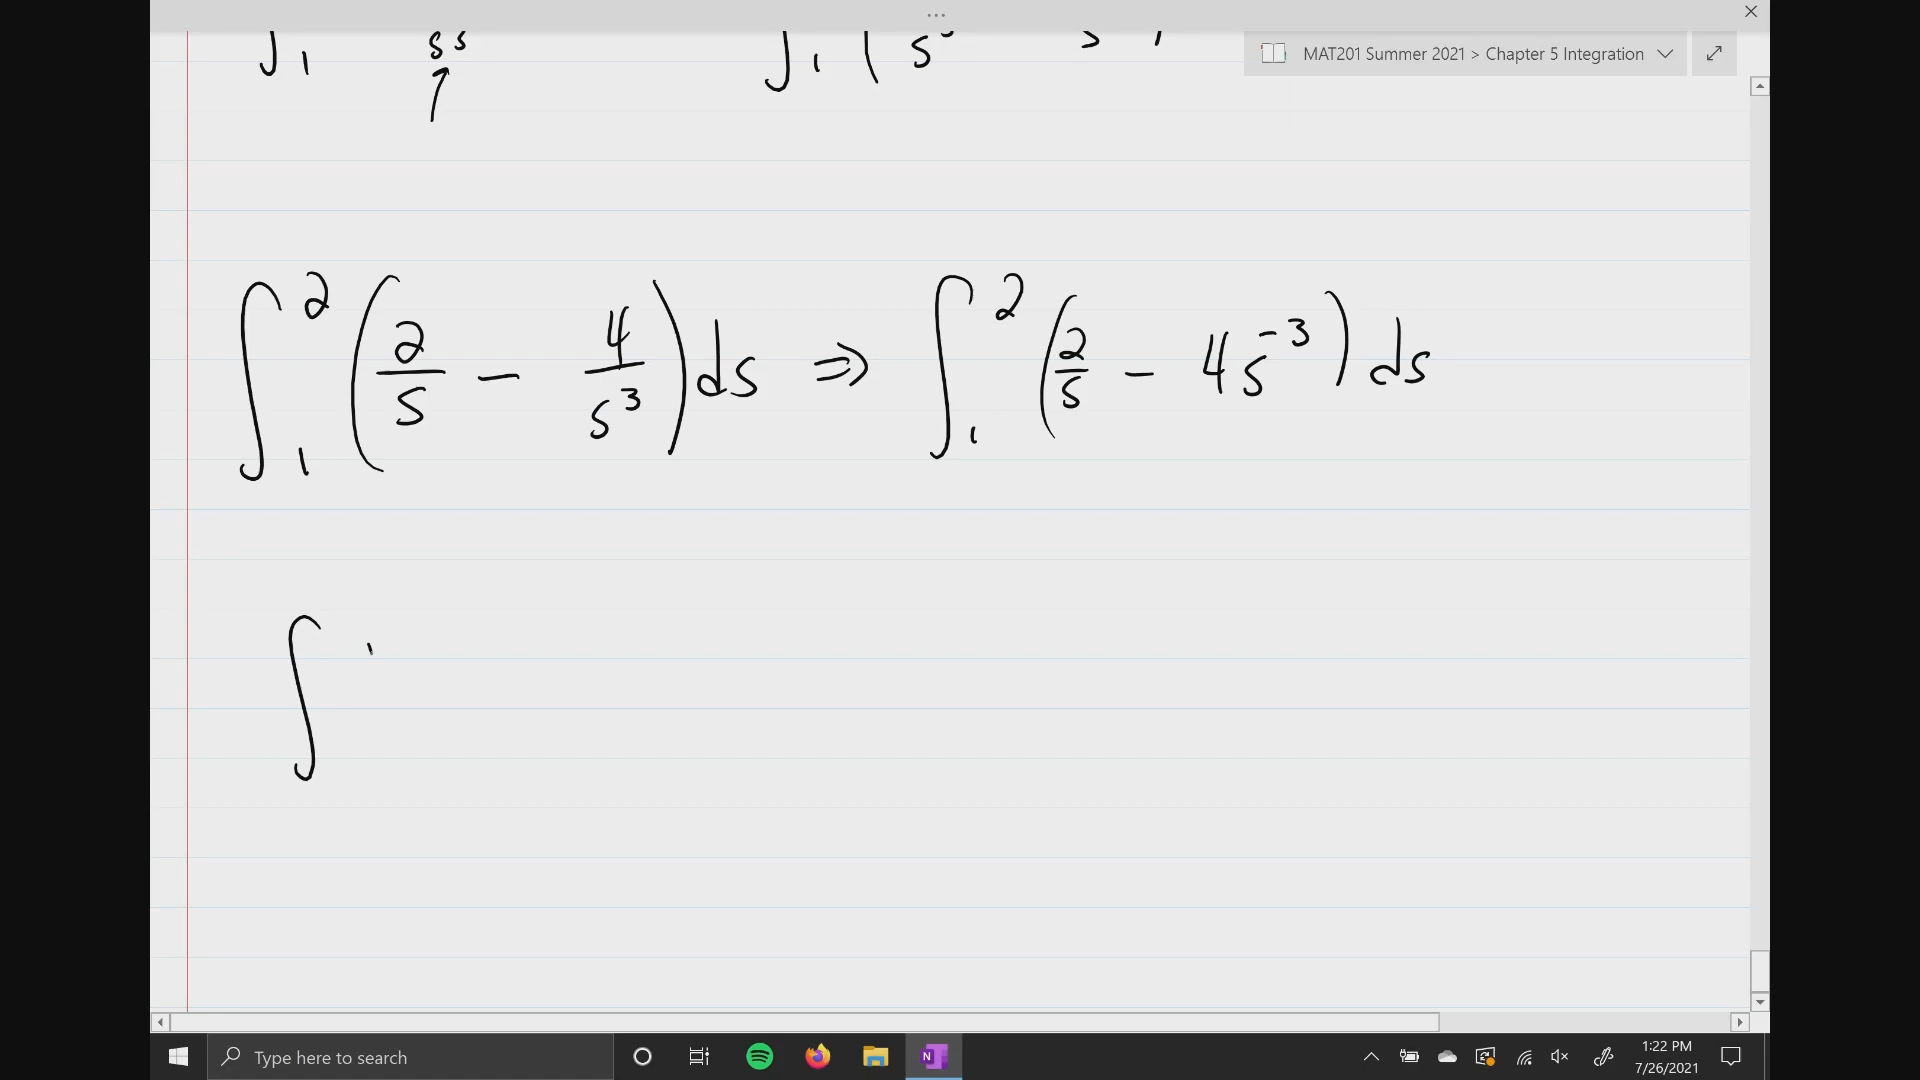 MAT201 Summer 2021 > Chapter 5 Integration
∫₁² (2/s − 4/s³) ds ⇒ ∫₁² (2/s − 4s⁻³) ds
∫
Type here to search
1:22 PM
7/26/2021